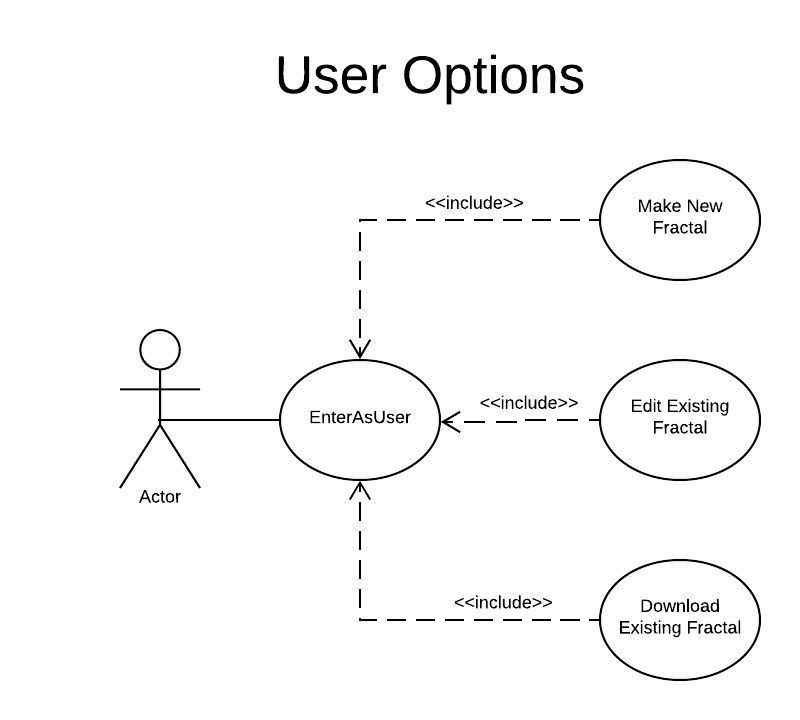 User Options
<<include>>
Make New
Fractal
<<include>>
Edit Existing
Fractal
EnterAsUser
Actor
<<include>>
Download
Existing Fractal